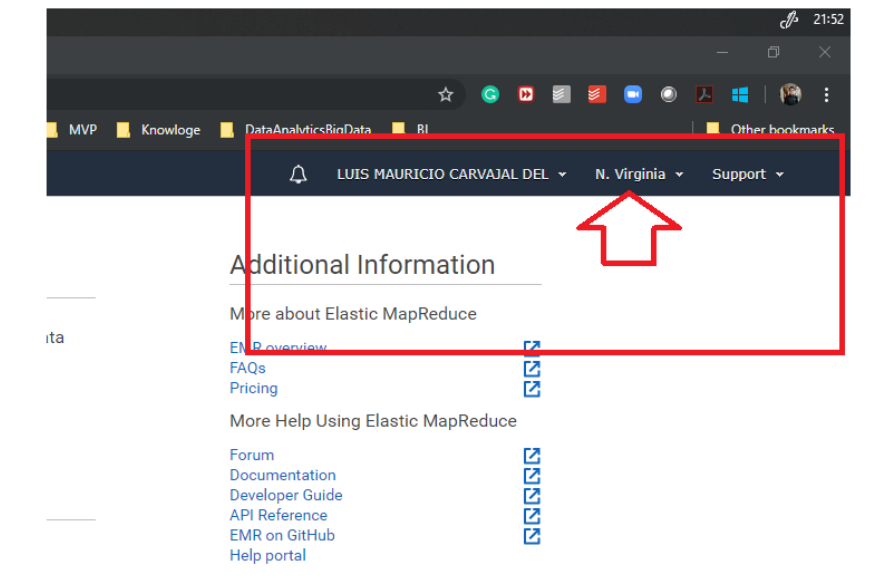 21:52
MVP Knowloge DataAnalyticsBigData BI Other bookmarks
LUIS MAURICIO CARVAJAL DEL N. Virginia Support
Additional Information
More about Elastic MapReduce
ita
EMR overview
FAQs
Pricing
More Help Using Elastic MapReduce
Forum
Documentation
Developer Guide
API Reference
EMR on GitHub
Help portal